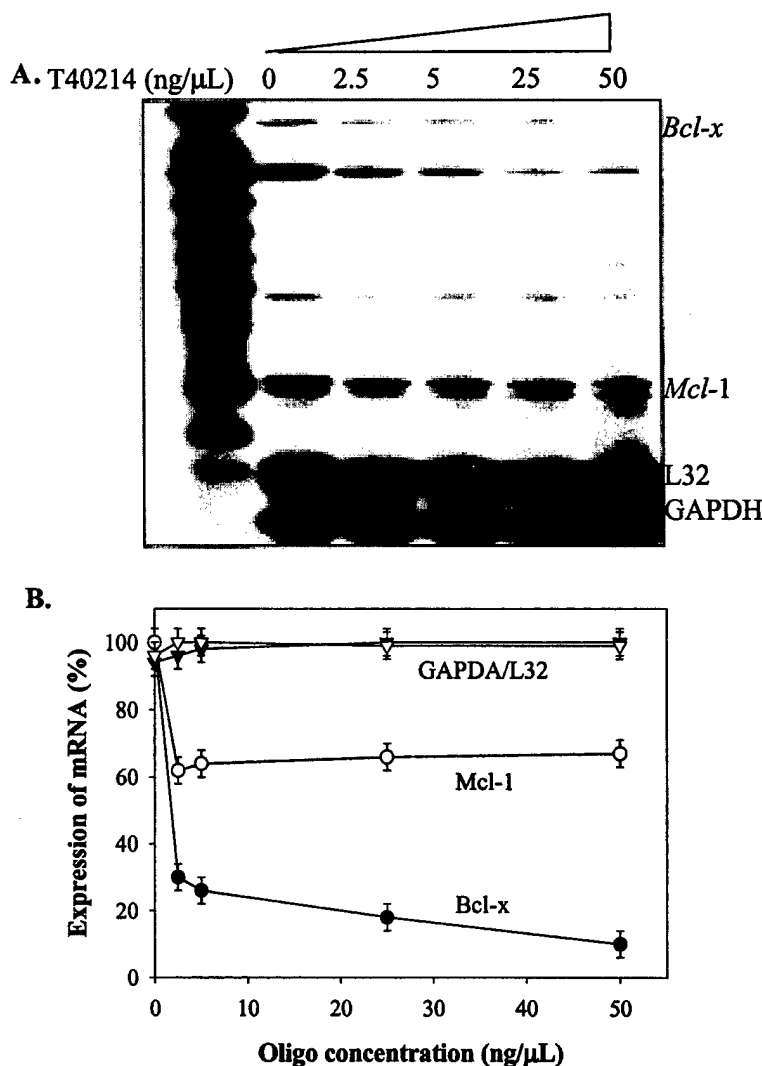 A. T40214 (ng/μL) 0 2.5 5 25 50
Bcl-x
Mcl-1
L32
GAPDH
B.
Expression of mRNA (%)
100
80
60
40
20
0
GAPDA/L32
Mcl-1
Bcl-x
0 10 20 30 40 50
Oligo concentration (ng/μL)